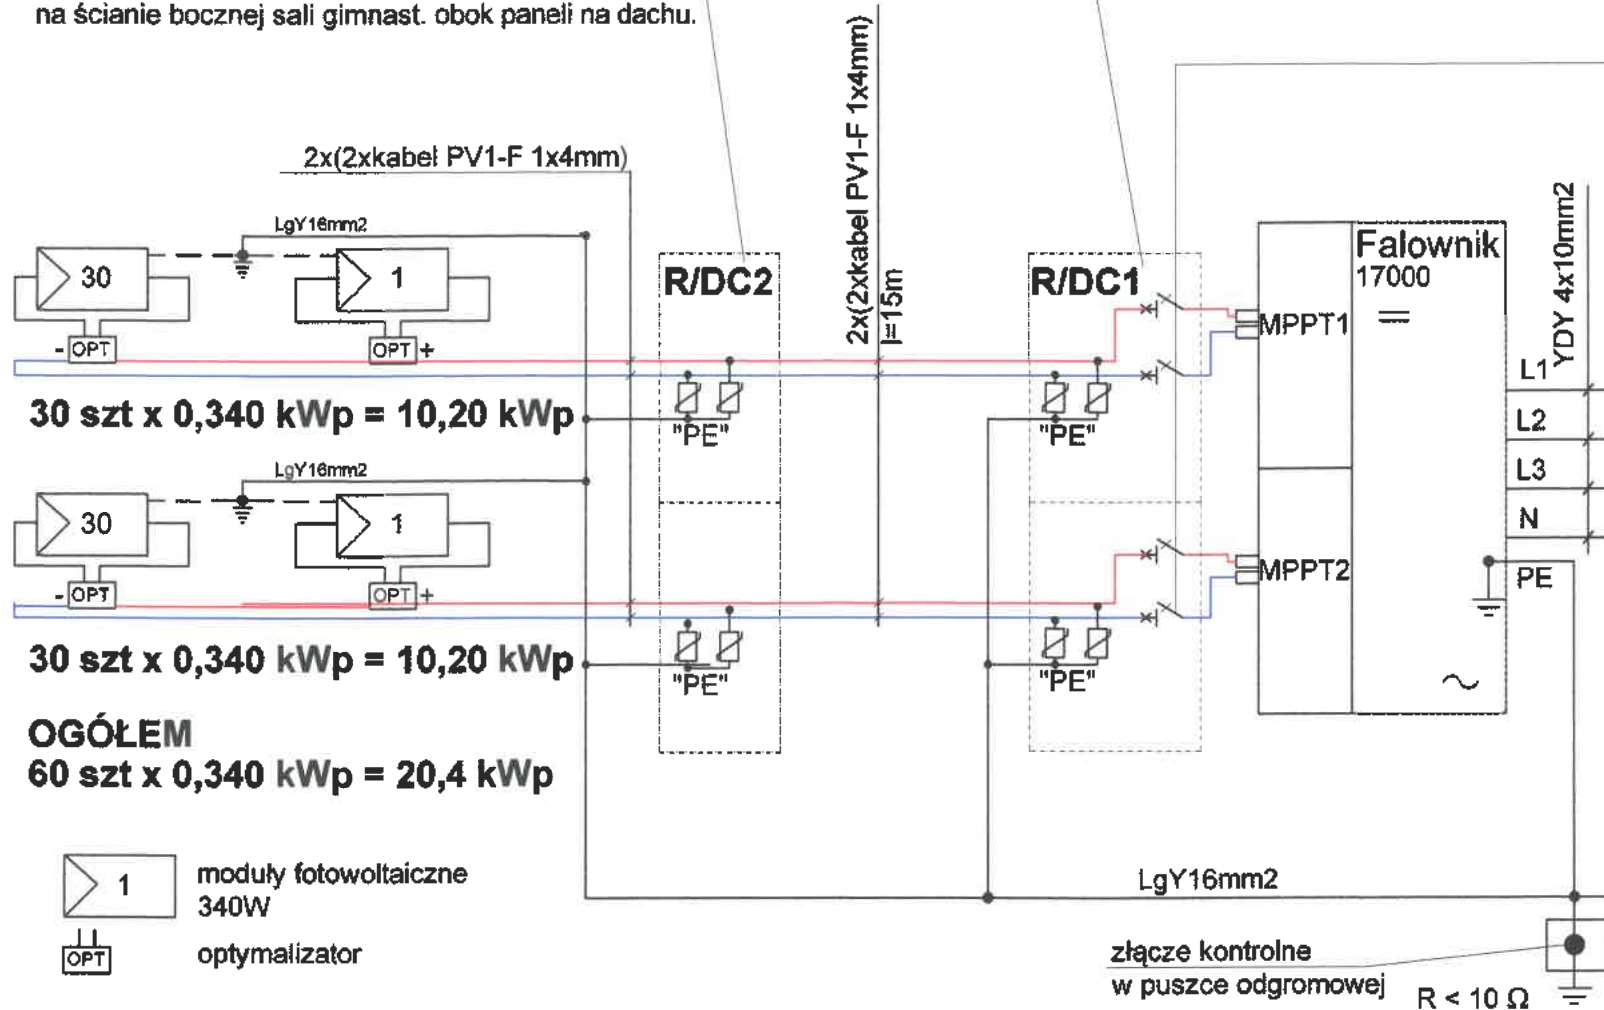 na ścianie bocznej sali gimnast. obok paneli na dachu.
2x(2xkabel PV1-F 1x4mm)
2x(2xkabel PV1-F 1x4mm)
l=15m
LgY16mm2
30
1
R/DC2
R/DC1
Falownik
17000
MPPT1
YDY 4x10mm2
- OPT
OPT +
L1
30 szt x 0,340 kWp = 10,20 kWp
"PE"
"PE"
L2
LgY16mm2
L3
30
1
N
MPPT2
PE
- OPT
OPT +
30 szt x 0,340 kWp = 10,20 kWp
"PE"
"PE"
OGÓŁEM
60 szt x 0,340 kWp = 20,4 kWp
1
moduły fotowoltaiczne
340W
LgY16mm2
OPT
optymalizator
złącze kontrolne
w puszce odgromowej
R < 10 Ω